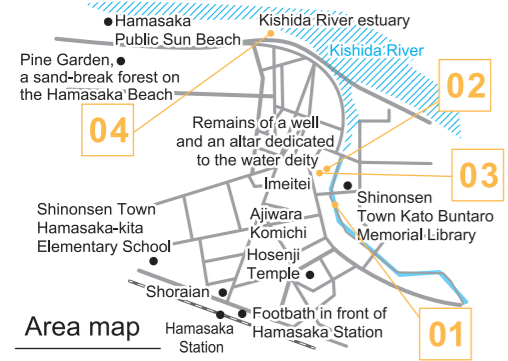 Hamasaka
Public Sun Beach
Kishida River estuary
Kishida River
Pine Garden,
a sand-break forest on
the Hamasaka Beach
02
04
Remains of a well
and an altar dedicated
to the water deity
03
Imeitei
Shinonsen
Town Kato Buntaro
Memorial Library
Shinonsen Town
Hamasaka-kita
Elementary School
Ajiwara
Komichi
Hosenji
Temple
Shoraian
Footbath in front of
Hamasaka Station
Hamasaka
Station
01
Area map